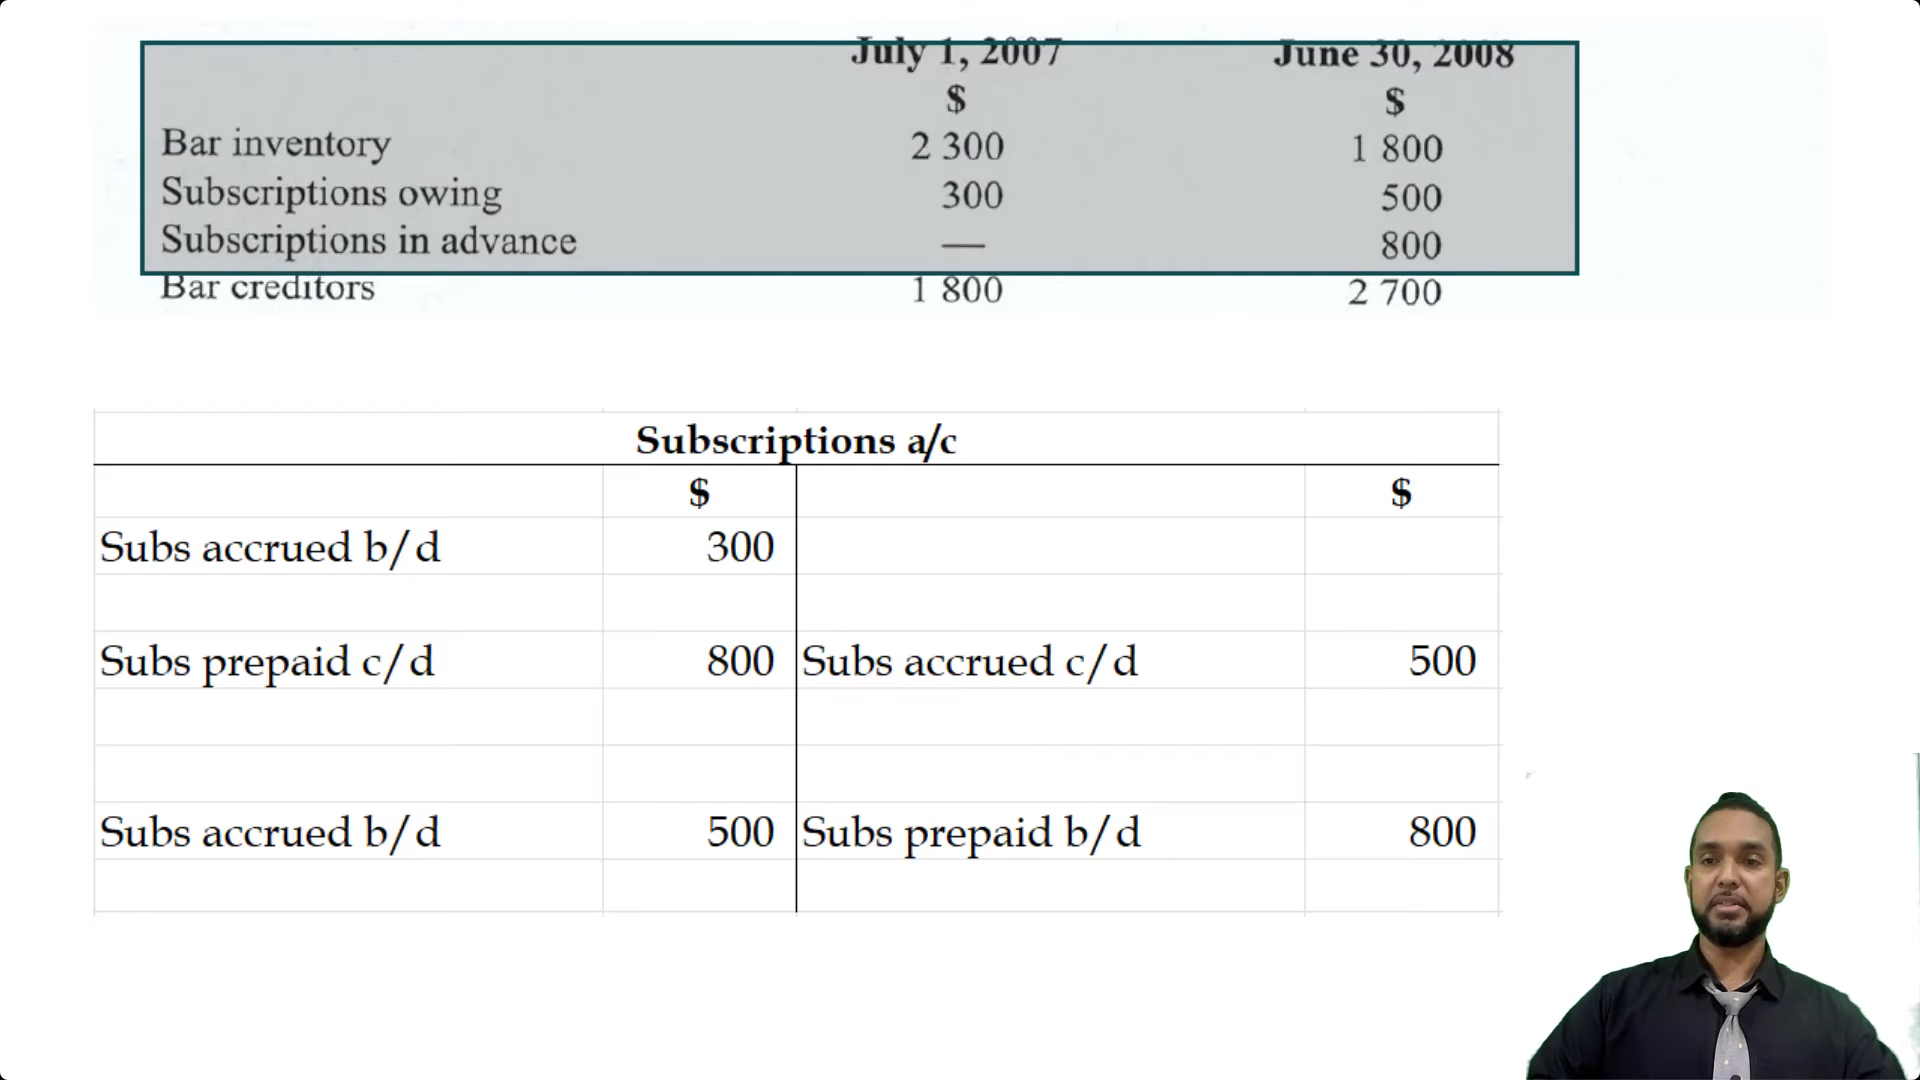 July 1, 2007 June 30, 2008
$ $
Bar inventory 2 300 1 800
Subscriptions owing 300 500
Subscriptions in advance — 800
Bar creditors 1 800 2 700
Subscriptions a/c
$ $
Subs accrued b/d 300
Subs prepaid c/d 800 Subs accrued c/d 500
Subs accrued b/d 500 Subs prepaid b/d 800